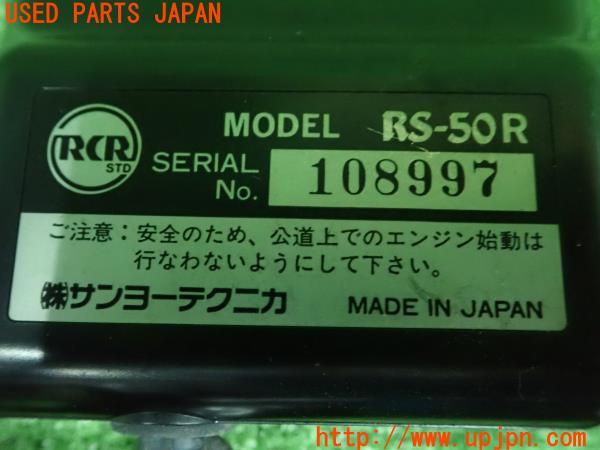 USED PARTS JAPAN
RCR
STD
MODEL RS-50R
SERIAL No. 108997
ご注意：安全のため、公道上でのエンジン始動は
行なわないようにして下さい。
㈱サンヨーテクニカ MADE IN JAPAN
UPJ
http://www.upjpn.com